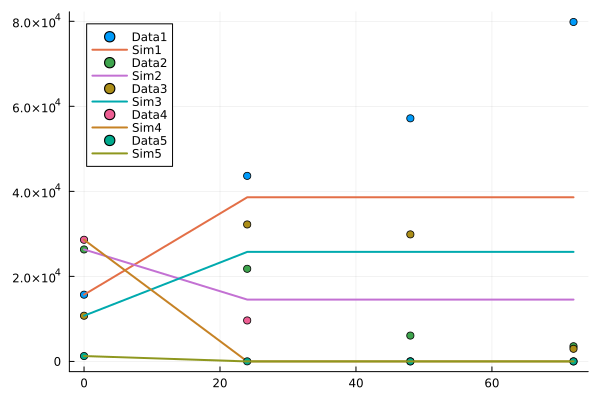 8.0×10⁴
6.0×10⁴
4.0×10⁴
2.0×10⁴
0
Data1
Sim1
Data2
Sim2
Data3
Sim3
Data4
Sim4
Data5
Sim5
0 20 40 60